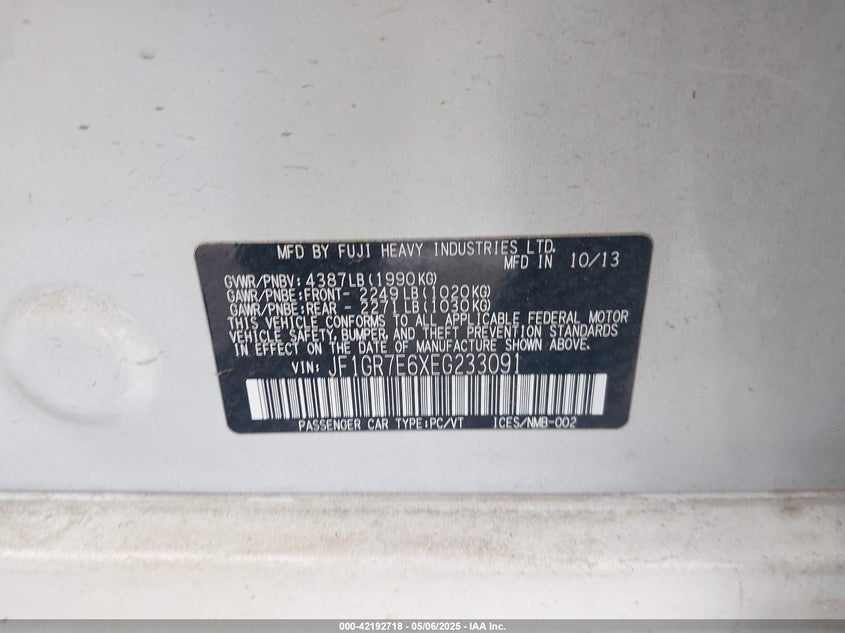 MFD BY FUJI HEAVY INDUSTRIES LTD.
MFD IN 10/13
GVWR/PNBV: 4387LB(1990KG)
GAWR/PNBE:FRONT- 2249LB(1020KG)
GAWR/PNBE:REAR - 2271LB(1030KG)
THIS VEHICLE CONFORMS TO ALL APPLICABLE FEDERAL MOTOR
VEHICLE SAFETY, BUMPER, AND THEFT PREVENTION STANDARDS
IN EFFECT ON THE DATE OF MANUFACTURE SHOWN ABOVE.
VIN: JF1GR7E6XEG233091
PASSENGER CAR TYPE:PC/VT ICES/NMB-002
000-42192718 - 05/06/2025 - IAA Inc.